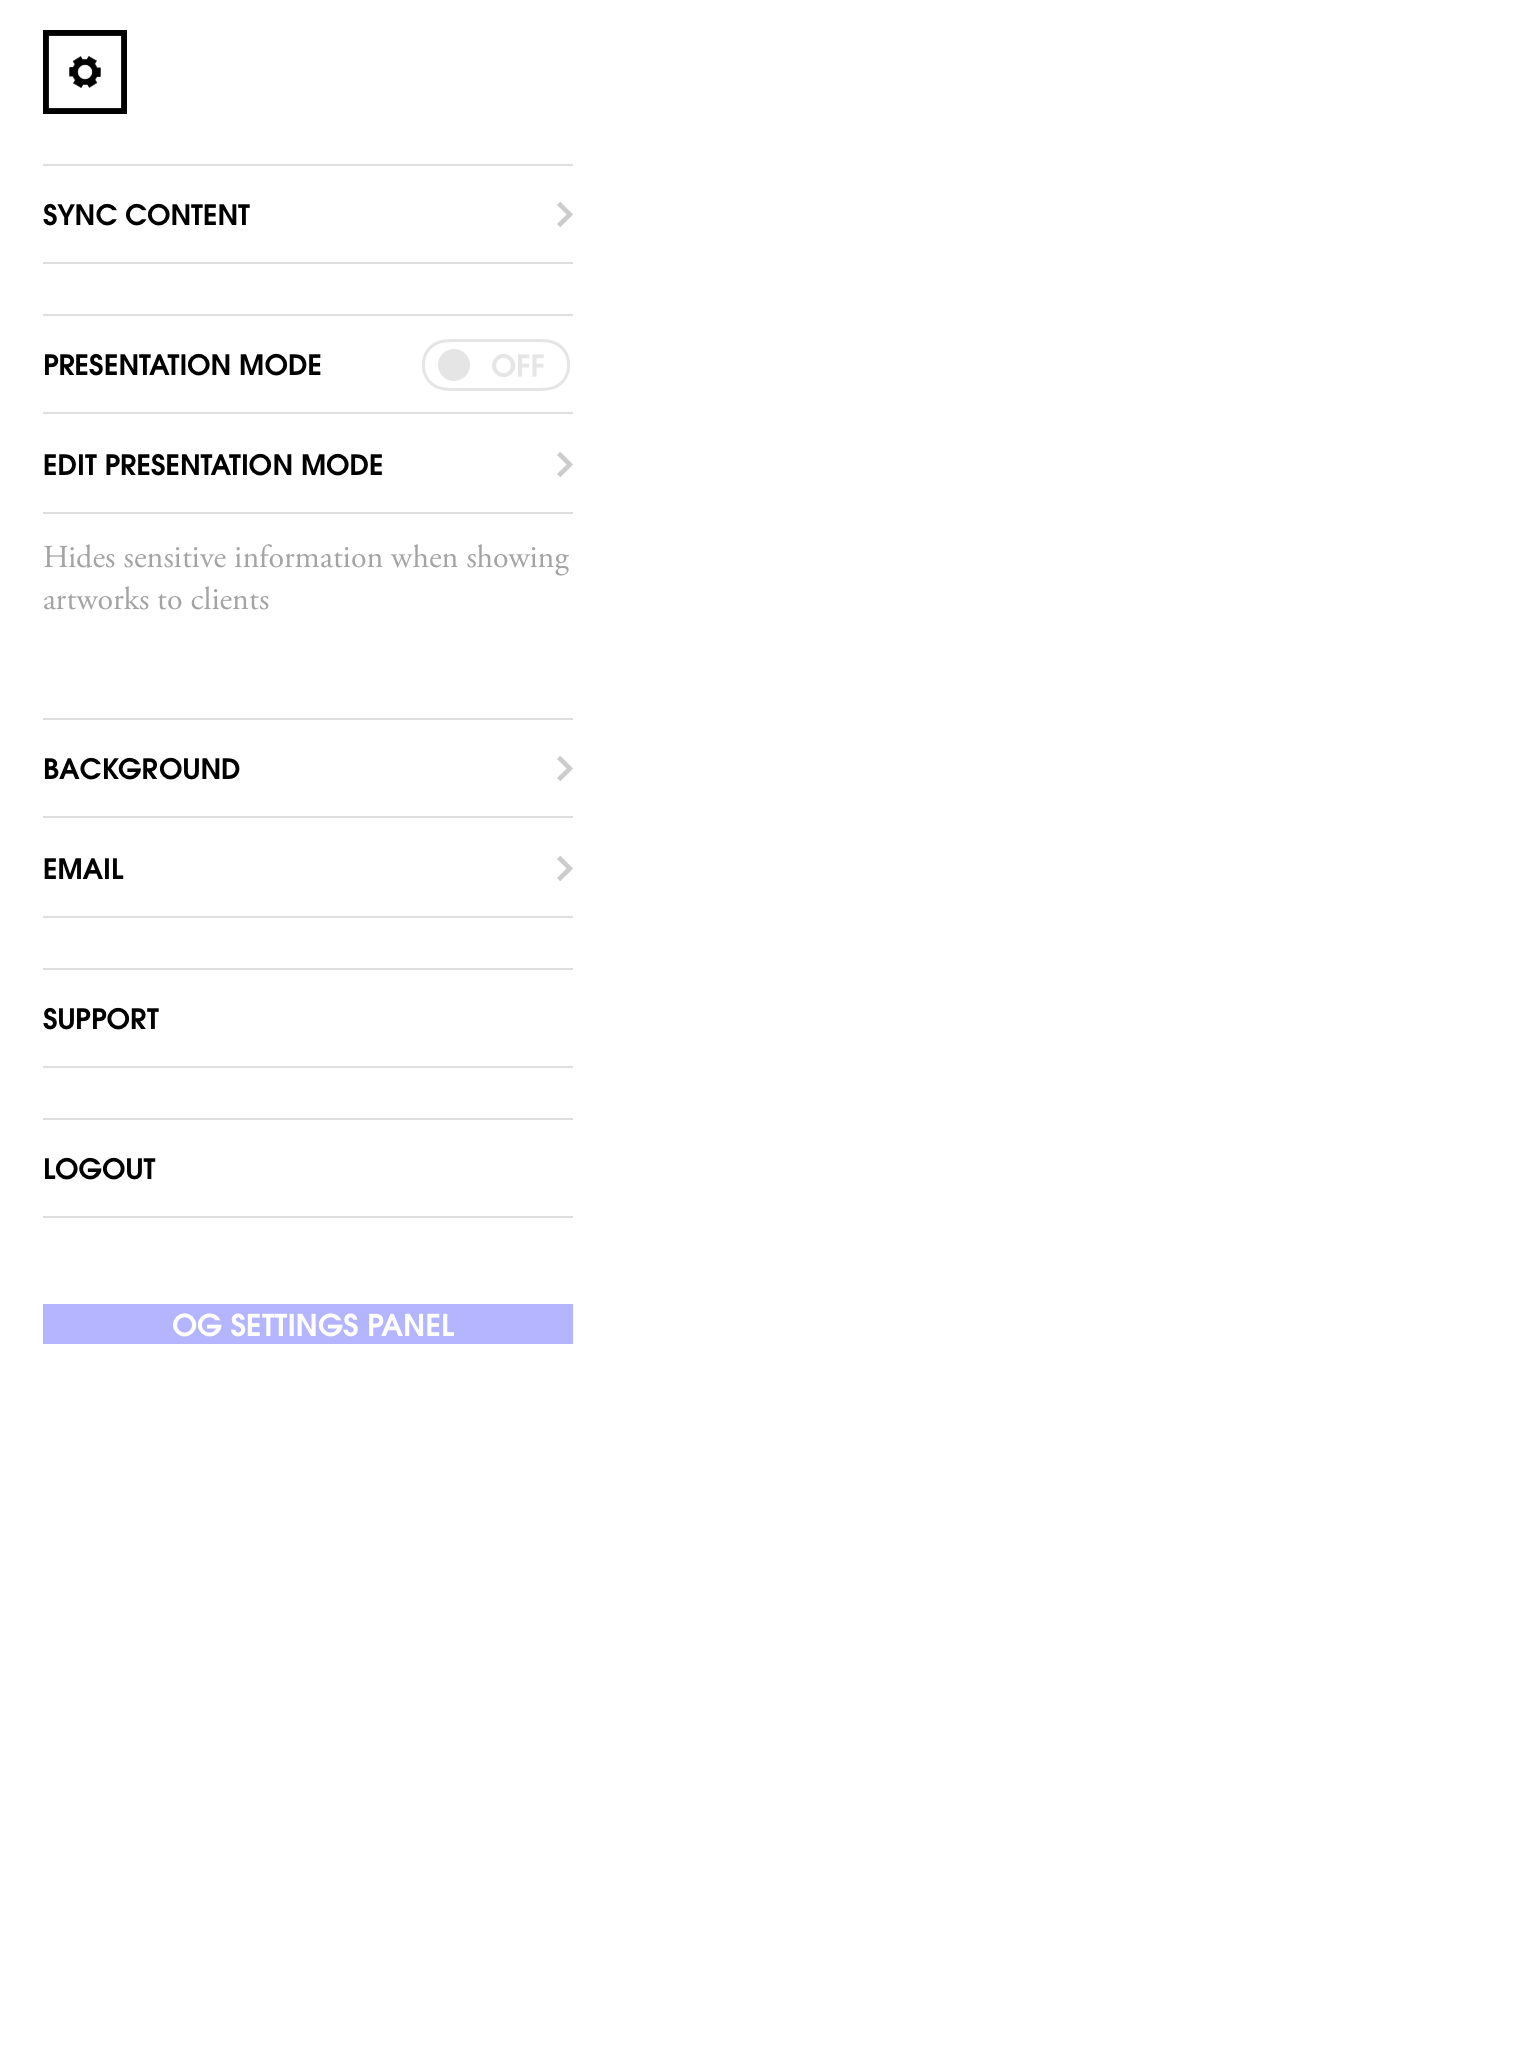 SYNC CONTENT
PRESENTATION MODE OFF
EDIT PRESENTATION MODE
Hides sensitive information when showing
artworks to clients
BACKGROUND
EMAIL
SUPPORT
LOGOUT
OG SETTINGS PANEL